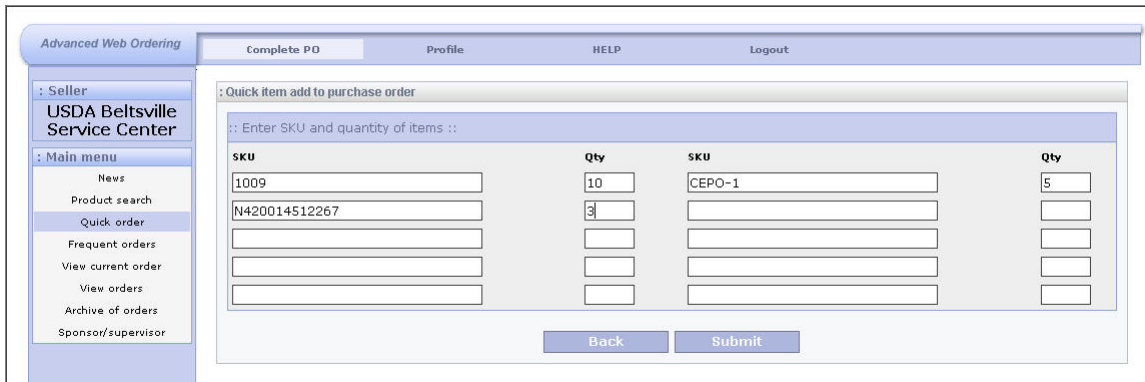 Advanced Web Ordering
Complete PO Profile HELP Logout
: Seller
USDA Beltsville
Service Center
: Main menu
News
Product search
Quick order
Frequent orders
View current order
View orders
Archive of orders
Sponsor/supervisor
: Quick item add to purchase order
:: Enter SKU and quantity of items ::
SKU Qty SKU Qty
1009 10 CEPO-1 5
N420014512267 3
Back Submit